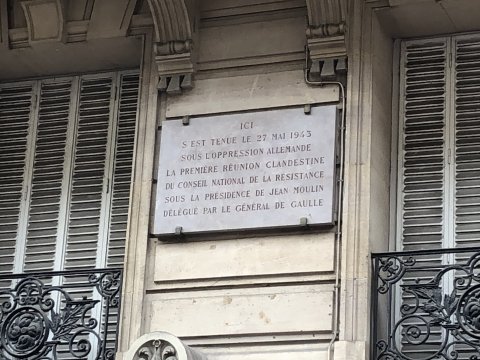 ICI
S'EST TENUE LE 27 MAI 1943
SOUS L'OPPRESSION ALLEMANDE
LA PREMIÈRE RÉUNION CLANDESTINE
DU CONSEIL NATIONAL DE LA RÉSISTANCE
SOUS LA PRÉSIDENCE DE JEAN MOULIN
DÉLÉGUÉ PAR LE GÉNÉRAL DE GAULLE